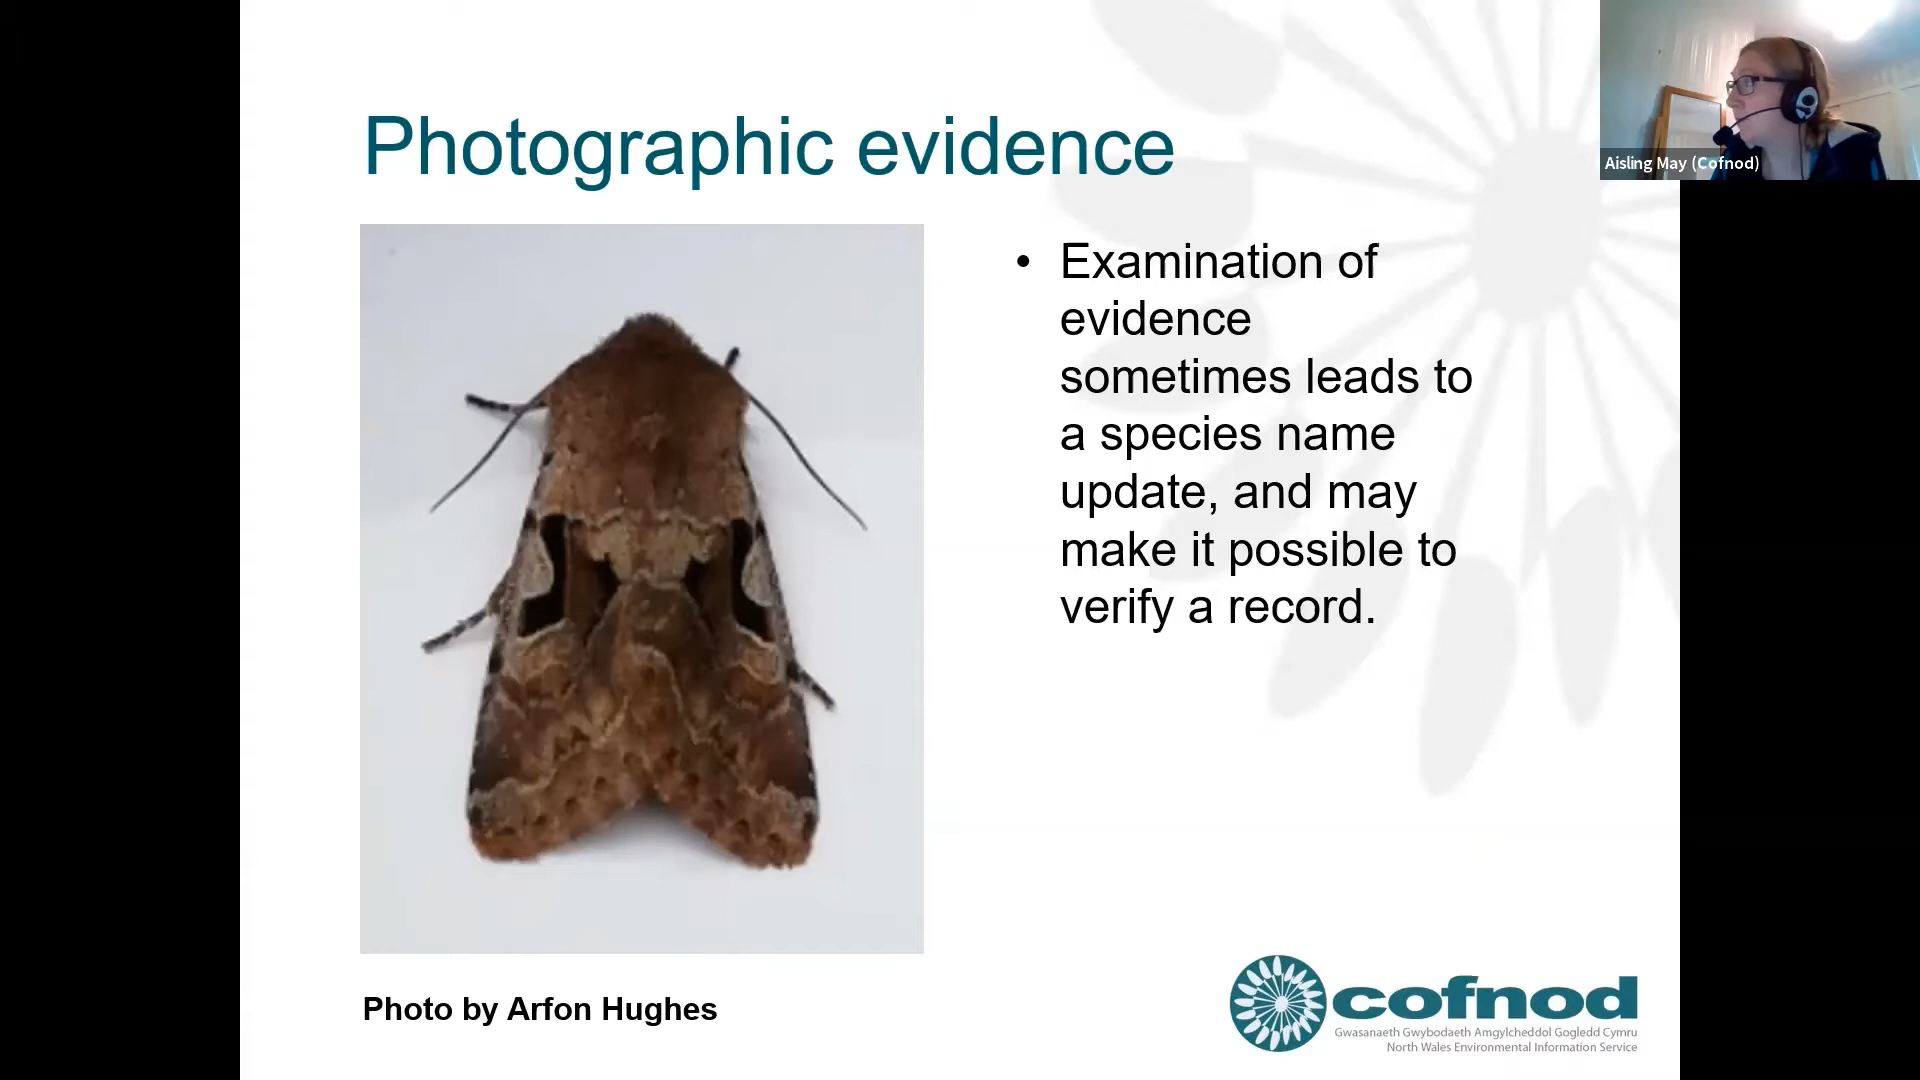 Photographic evidence
Aisling May (Cofnod)
• Examination of
evidence
sometimes leads to
a species name
update, and may
make it possible to
verify a record.
Photo by Arfon Hughes
cofnod
Gwasanaeth Gwybodaeth Amgylcheddol Gogledd Cymru
North Wales Environmental Information Service